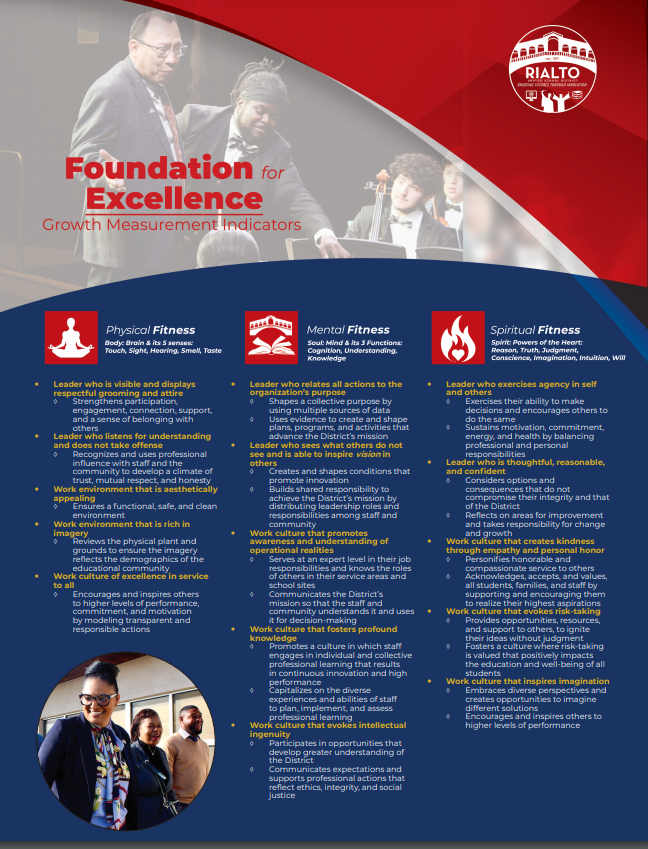 RIALTO
UNIFIED SCHOOL DISTRICT
BRIDGING FUTURES THROUGH INNOVATION
Foundation for
Excellence
Growth Measurement Indicators
Physical Fitness
Body: Brain & its 5 senses:
Touch, Sight, Hearing, Smell, Taste
• Leader who is visible and displays
respectful grooming and attire
◊ Strengthens participation,
engagement, connection, support,
and a sense of belonging with
others
• Leader who listens for understanding
and does not take offense
◊ Recognizes and uses professional
influence with staff and the
community to develop a climate of
trust, mutual respect, and honesty
• Work environment that is aesthetically
appealing
◊ Ensures a functional, safe, and clean
environment
• Work environment that is rich in
imagery
◊ Reviews the physical plant and
grounds to ensure the imagery
reflects the demographics of the
educational community
• Work culture of excellence in service
to all
◊ Encourages and inspires others
to higher levels of performance,
commitment, and motivation
by modeling transparent and
responsible actions
Mental Fitness
Soul: Mind & its 3 Functions:
Cognition, Understanding,
Knowledge
• Leader who relates all actions to the
organization's purpose
◊ Shapes a collective purpose by
using multiple sources of data
◊ Uses evidence to create and shape
plans, programs, and activities that
advance the District's mission
• Leader who sees what others do not
see and is able to inspire vision in
others
◊ Creates and shapes conditions that
promote innovation
◊ Builds shared responsibility to
achieve the District's mission by
distributing leadership roles and
responsibilities among staff and
community
• Work culture that promotes
awareness and understanding of
operational realities
◊ Serves at an expert level in their job
responsibilities and knows the roles
of others in their service areas and
school sites
◊ Communicates the District's
mission so that the staff and
community understands it and uses
it for decision-making
• Work culture that fosters profound
knowledge
◊ Promotes a culture in which staff
engages in individual and collective
professional learning that results
in continuous innovation and high
performance
◊ Capitalizes on the diverse
experiences and abilities of staff
to plan, implement, and assess
professional learning
• Work culture that evokes intellectual
ingenuity
◊ Participates in opportunities that
develop greater understanding of
the District
◊ Communicates expectations and
supports professional actions that
reflect ethics, integrity, and social
justice
Spiritual Fitness
Spirit: Powers of the Heart:
Reason, Truth, Judgment,
Conscience, Imagination, Intuition, Will
• Leader who exercises agency in self
and others
◊ Exercises their ability to make
decisions and encourages others to
do the same
◊ Sustains motivation, commitment,
energy, and health by balancing
professional and personal
responsibilities
• Leader who is thoughtful, reasonable,
and confident
◊ Considers options and
consequences that do not
compromise their integrity and that
of the District
◊ Reflects on areas for improvement
and takes responsibility for change
and growth
• Work culture that creates kindness
through empathy and personal honor
◊ Personifies honorable and
compassionate service to others
◊ Acknowledges, accepts, and values,
all students, families, and staff by
supporting and encouraging them
to realize their highest aspirations
• Work culture that evokes risk-taking
◊ Provides opportunities, resources,
and support to others, to ignite
their ideas without judgment
◊ Fosters a culture where risk-taking
is valued that positively impacts
the education and well-being of all
students
• Work culture that inspires imagination
◊ Embraces diverse perspectives and
creates opportunities to imagine
different solutions
◊ Encourages and inspires others to
higher levels of performance